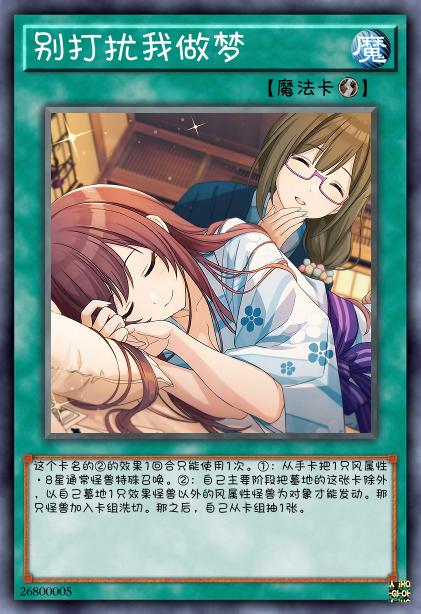 别打扰我做梦
魔
【魔法卡】
这个卡名的②的效果1回合只能使用1次。①：从手卡把1只风属性
·8星通常怪兽特殊召唤。②：自己主要阶段把墓地的这张卡除外
，以自己墓地1只效果怪兽以外的风属性怪兽为对象才能发动。那
只怪兽加入卡组洗切。那之后，自己从卡组抽1张。
26800005